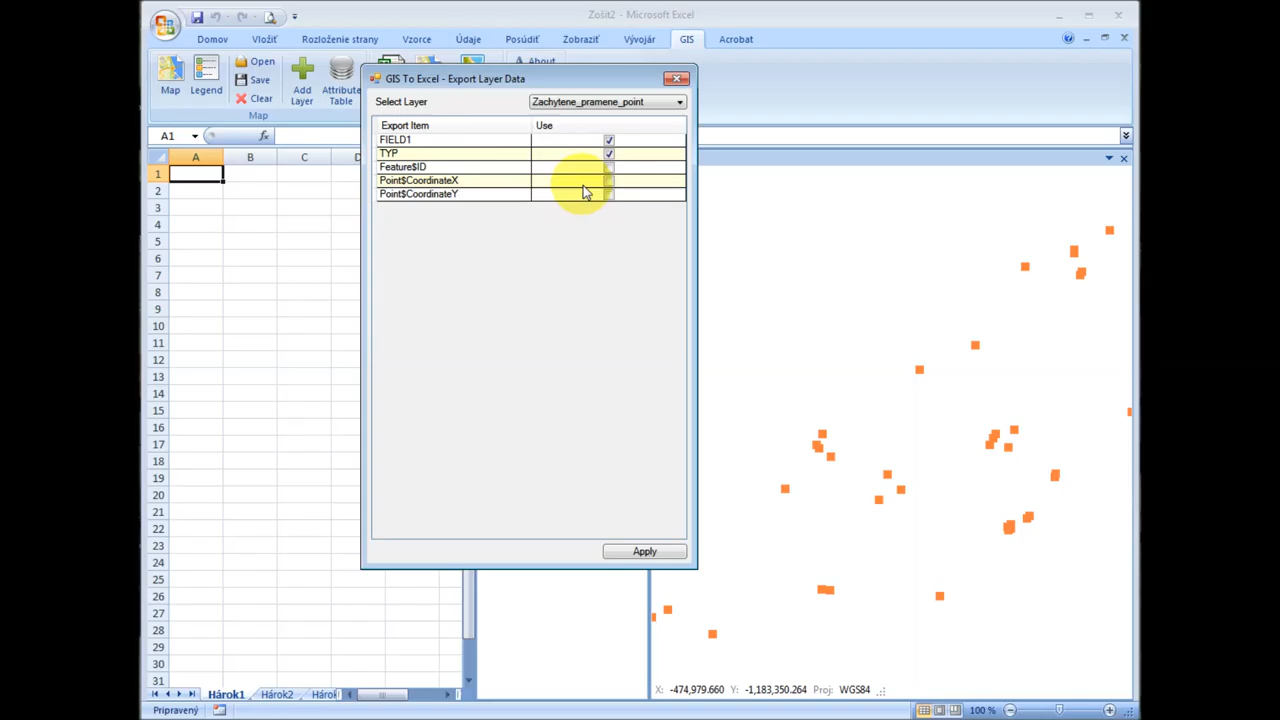 Zošit2 - Microsoft Excel
Domov Vložiť Rozloženie strany Vzorce Údaje Posúdiť Zobraziť Vývojár GIS Acrobat
Open About
Save
Map Legend Clear Add Layer Attribute Table
Map
GIS To Excel - Export Layer Data
Select Layer Zachytene_pramene_point
Export Item Use
FIELD1
TYP
Feature$ID
Point$CoordinateX
Point$CoordinateY
Apply
A1 fx
A B C D
1
2
3
4
5
6
7
8
9
10
11
12
13
14
15
16
17
18
19
20
21
22
23
24
25
26
27
28
29
30
31
X: -474,979.660 Y: -1,183,350.264 Proj: WGS84
Hárok1 Hárok2 Hárok
Pripravený 100 %